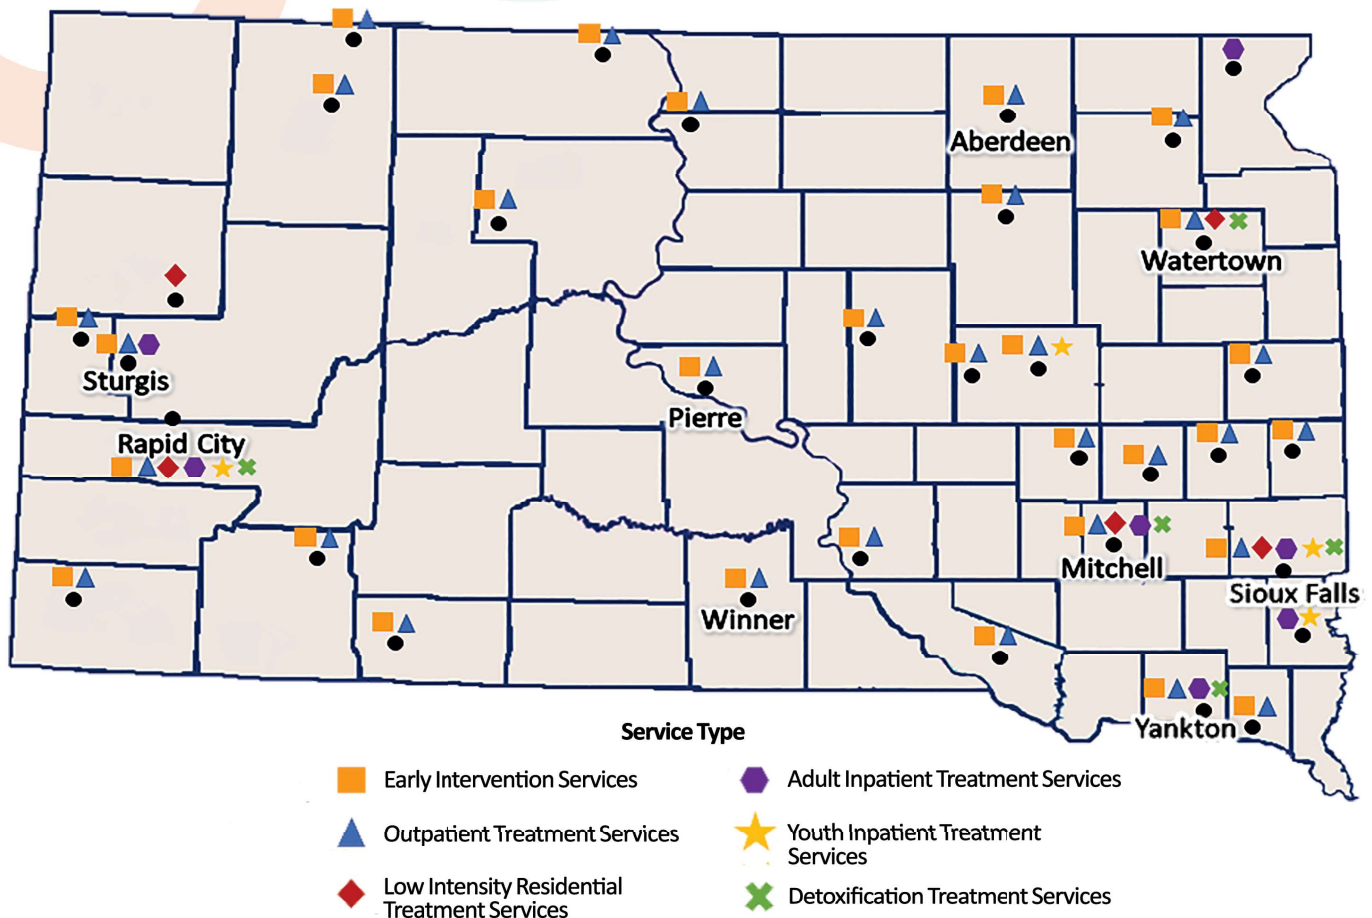 Aberdeen
Watertown
Sturgis
Pierre
Rapid City
Mitchell
Sioux Falls
Winner
Yankton
Service Type
Early Intervention Services
Adult Inpatient Treatment Services
Outpatient Treatment Services
Youth Inpatient Treatment
Services
Low Intensity Residential
Treatment Services
Detoxification Treatment Services